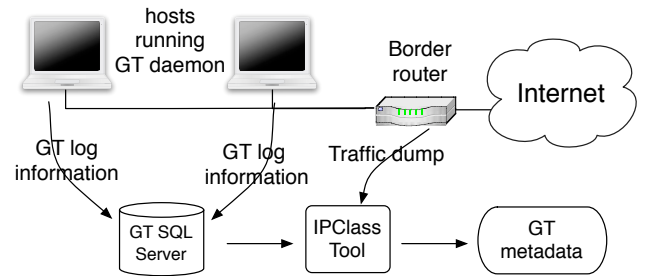 hosts
running
GT daemon
Border
router
Internet
GT log
information
GT log
information
Traffic dump
GT SQL
Server
IPClass
Tool
GT
metadata